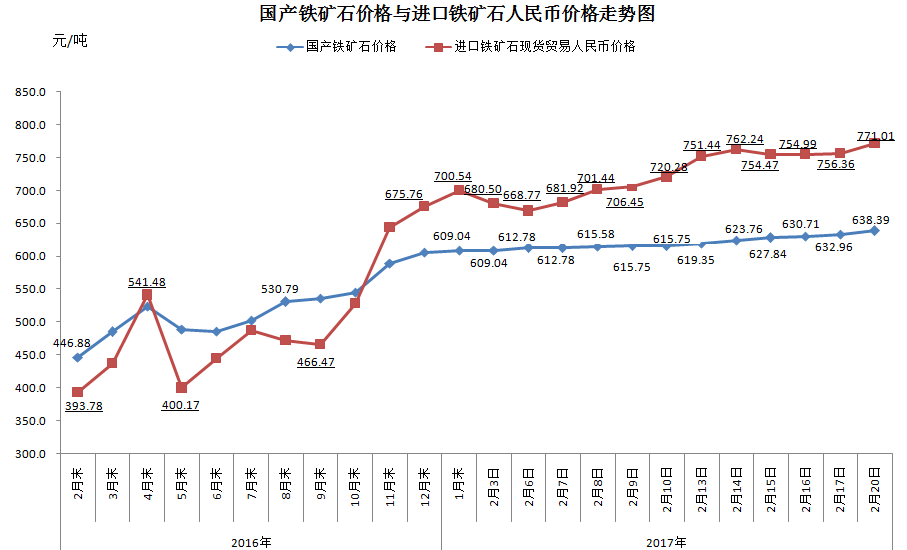 国产铁矿石价格与进口铁矿石人民币价格走势图
元/吨
国产铁矿石价格 进口铁矿石现货贸易人民币价格
850.0
800.0
750.0
700.0
650.0
600.0
550.0
500.0
450.0
400.0
350.0
300.0
446.88
530.79
609.04
609.04
612.78
612.78
615.58
615.75
615.75
619.35
623.76
627.84
630.71
632.96
638.39
393.78
541.48
400.17
466.47
675.76
700.54
680.50
668.77
681.92
701.44
706.45
720.28
751.44
762.24
754.47
754.99
756.36
771.01
2月末
3月末
4月末
5月末
6月末
7月末
8月末
9月末
10月末
11月末
12月末
1月末
2月3日
2月6日
2月7日
2月8日
2月9日
2月10日
2月13日
2月14日
2月15日
2月16日
2月17日
2月20日
2016年 2017年